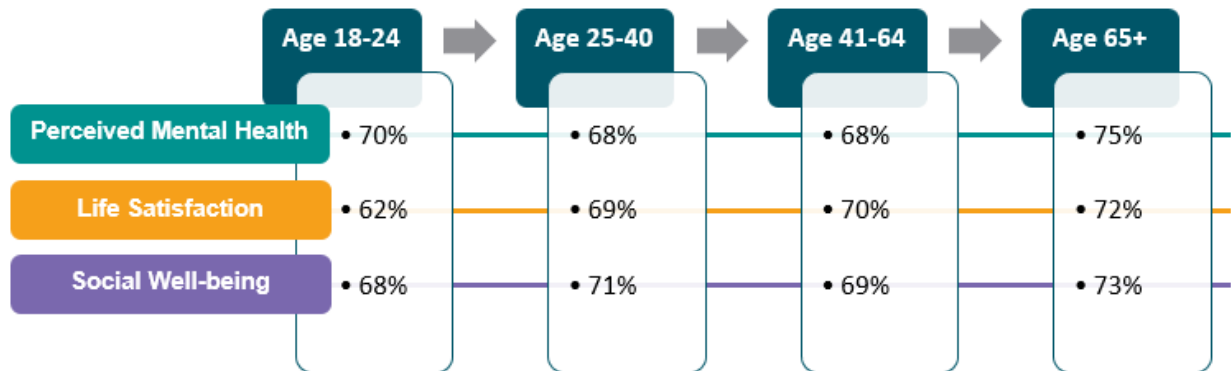 Age 18-24 Age 25-40 Age 41-64 Age 65+
Perceived Mental Health • 70% • 68% • 68% • 75%
Life Satisfaction • 62% • 69% • 70% • 72%
Social Well-being • 68% • 71% • 69% • 73%